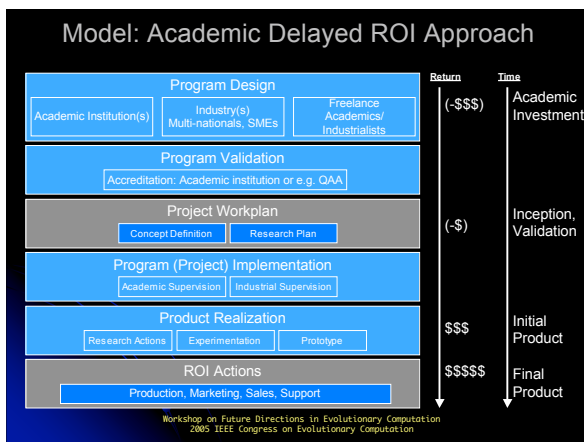 Model: Academic Delayed ROI Approach
Return
Time
Program Design
Academic Institution(s)
Industry(s)
Multi-nationals, SMEs
Freelance
Academics/
Industrialists
(-$$$)
Academic
Investment
Program Validation
Accreditation: Academic institution or e.g. QAA
Project Workplan
Concept Definition
Research Plan
(-$)
Inception,
Validation
Program (Project) Implementation
Academic Supervision
Industrial Supervision
Product Realization
Research Actions
Experimentation
Prototype
$$$
Initial
Product
ROI Actions
Production, Marketing, Sales, Support
$$$$$
Final
Product
Workshop on Future Directions in Evolutionary Computation
2005 IEEE Congress on Evolutionary Computation